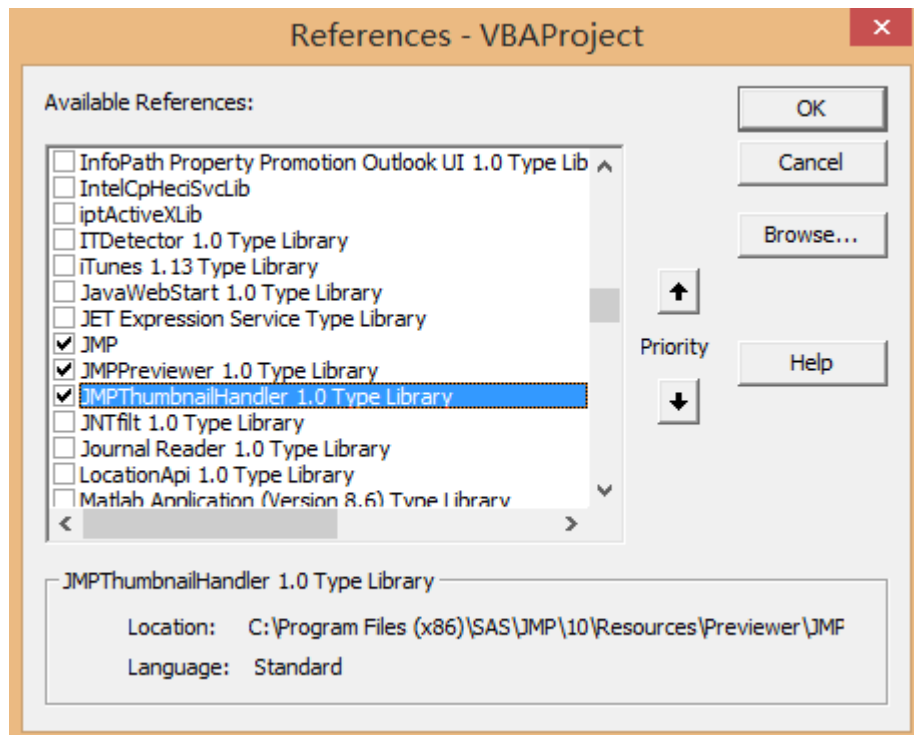 References - VBAProject
Available References:
InfoPath Property Promotion Outlook UI 1.0 Type Lib
IntelCpHeciSvcLib
iptActiveXLib
ITDetector 1.0 Type Library
iTunes 1.13 Type Library
JavaWebStart 1.0 Type Library
JET Expression Service Type Library
JMP
JMPPreviewer 1.0 Type Library
JMPThumbnailHandler 1.0 Type Library
JNTfilt 1.0 Type Library
Journal Reader 1.0 Type Library
LocationApi 1.0 Type Library
Matlab Application (Version 8.6) Type Library
OK
Cancel
Browse...
Priority
Help
JMPThumbnailHandler 1.0 Type Library
Location: C:\Program Files (x86)\SAS\JMP\10\Resources\Previewer\JMP
Language: Standard